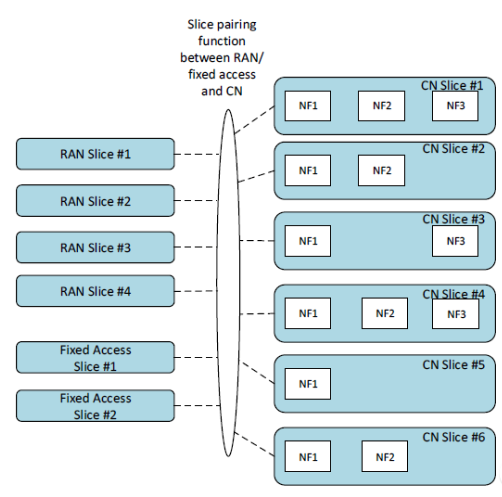 Slice pairing
function
between RAN/
fixed access
and CN
CN Slice #1
NF1 NF2 NF3
CN Slice #2
NF1 NF2
CN Slice #3
NF1 NF3
CN Slice #4
NF1 NF2 NF3
CN Slice #5
NF1
CN Slice #6
NF1 NF2
RAN Slice #1
RAN Slice #2
RAN Slice #3
RAN Slice #4
Fixed Access
Slice #1
Fixed Access
Slice #2